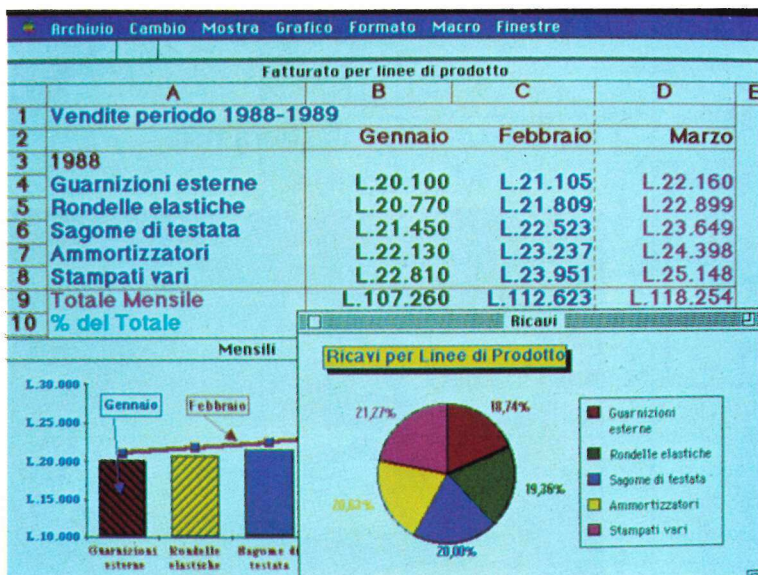 Archivio Cambio Mostra Grafico Formato Macro Finestre
Fatturato per linee di prodotto
A B C D E
1 Vendite periodo 1988-1989
2 Gennaio Febbraio Marzo
3 1988
4 Guarnizioni esterne L.20.100 L.21.105 L.22.160
5 Rondelle elastiche L.20.770 L.21.809 L.22.899
6 Sagome di testata L.21.450 L.22.523 L.23.649
7 Ammortizzatori L.22.130 L.23.237 L.24.398
8 Stampati vari L.22.810 L.23.951 L.25.148
9 Totale Mensile L.107.260 L.112.623 L.118.254
10 % del Totale
Mensili
L.30.000
L.25.000
L.20.000
L.15.000
L.10.000
Gennaio
Febbraio
Guarnizioni
esterne
Rondelle
elastiche
Sagome di
testata
Ricavi
Ricavi per Linee di Prodotto
21,27%
18,74%
20,63%
19,36%
20,00%
Guarnizioni
esterne
Rondelle elastiche
Sagome di testata
Ammortizzatori
Stampati vari